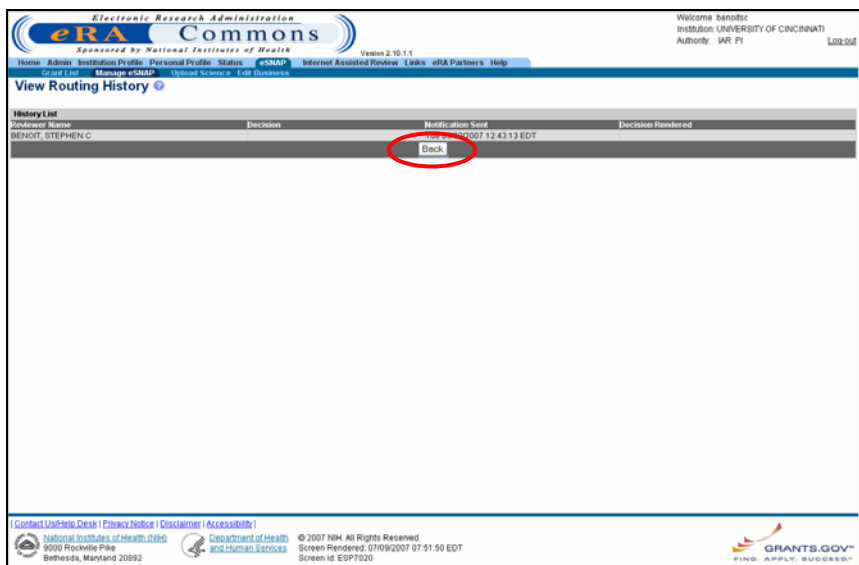 Electronic Research Administration
eRA Commons
Sponsored by National Institutes of Health
Version 2.10.1.1
Welcome benoitsc
Institution: UNIVERSITY OF CINCINNATI
Authority: IAR PI
Log-out
Home Admin Institution Profile Personal Profile Status eSNAP Internet Assisted Review Links eRA Partners Help
Grant List Manage eSNAP Upload Science Edit Business
View Routing History ?
History List
Reviewer Name Decision Notification Sent Decision Rendered
BENOIT, STEPHEN C 2007 12:43:13 EDT
Back
[ Contact Us/Help Desk | Privacy Notice | Disclaimer | Accessibility ]
National Institutes of Health (NIH)
9000 Rockville Pike
Bethesda, Maryland 20892
Department of Health
and Human Services
© 2007 NIH. All Rights Reserved.
Screen Rendered: 07/09/2007 07:51:50 EDT
Screen Id: ESP7020
GRANTS.GOV℠
FIND. APPLY. SUCCEED.℠